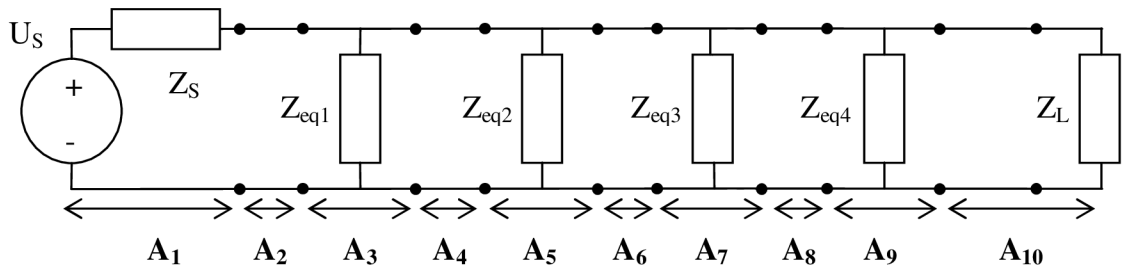 U_S
+
-
Z_S
Z_eq1
Z_eq2
Z_eq3
Z_eq4
Z_L
A_1 A_2 A_3 A_4 A_5 A_6 A_7 A_8 A_9 A_10